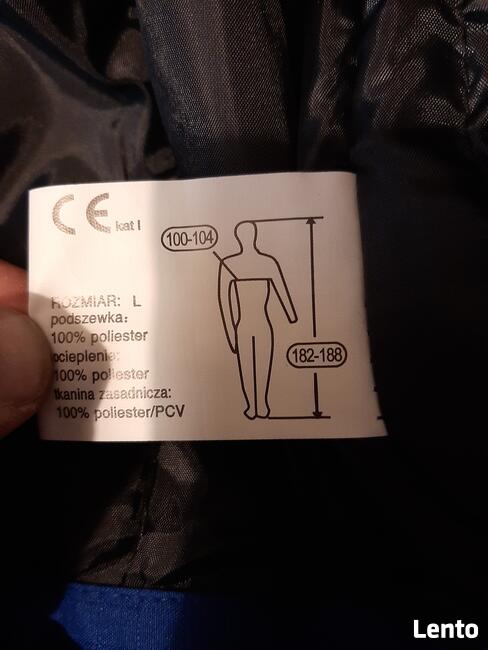 CE kat I
100-104
ROZMIAR: L
podszewka:
100% poliester
ocieplenie:
100% poliester
tkanina zasadnicza:
100% poliester/PCV
182-188
Lento